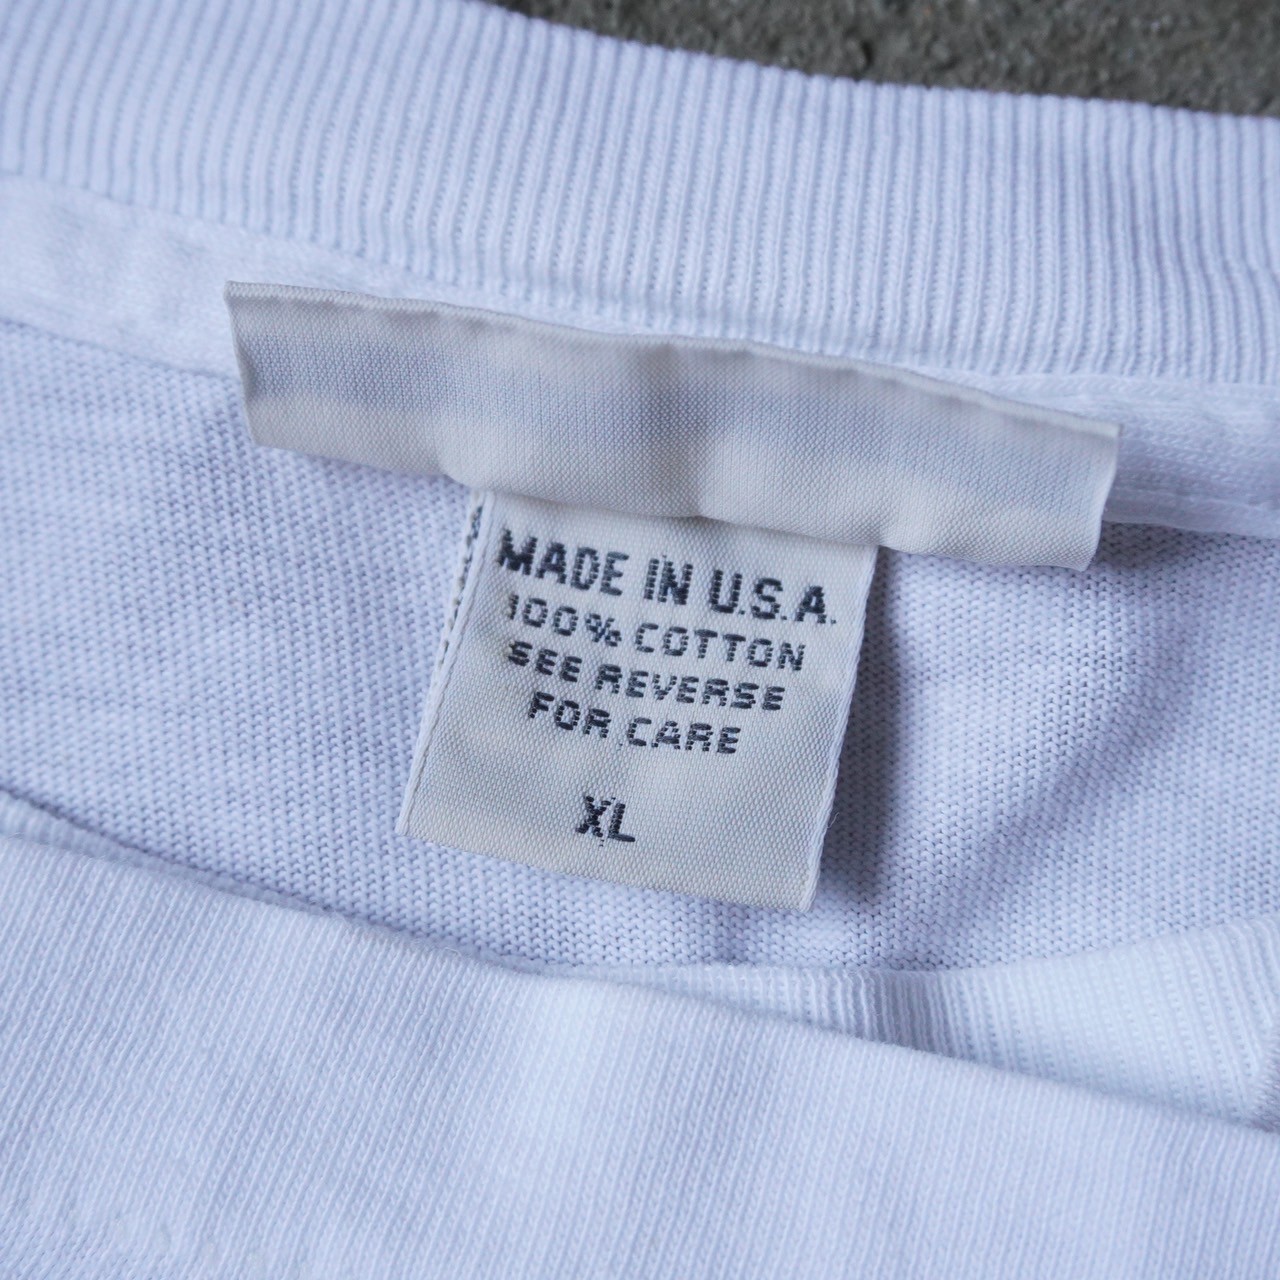 MADE IN U.S.A.
100% COTTON
SEE REVERSE
FOR CARE
XL